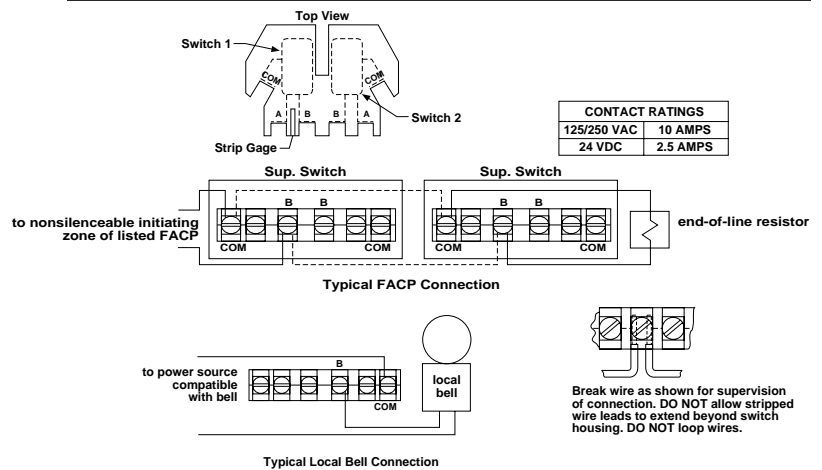 Top View
Switch 1
COM
COM
A B B A
Switch 2
Strip Gage
CONTACT RATINGS
125/250 VAC 10 AMPS
24 VDC 2.5 AMPS
Sup. Switch
Sup. Switch
B B
B B
to nonsilenceable initiating
zone of listed FACP
COM COM
COM COM
end-of-line resistor
Typical FACP Connection
to power source
compatible
with bell
B
COM
local
bell
Typical Local Bell Connection
Break wire as shown for supervision
of connection. DO NOT allow stripped
wire leads to extend beyond switch
housing. DO NOT loop wires.